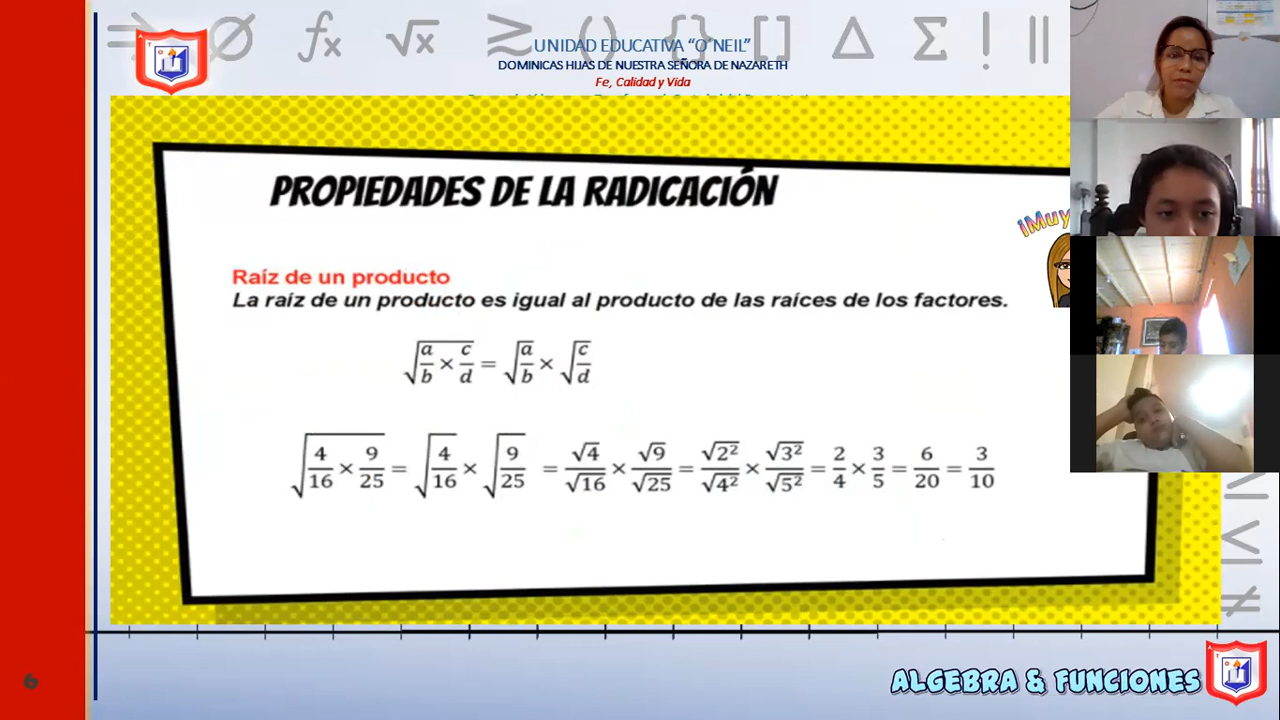 UNIDAD EDUCATIVA “O´NEIL”
DOMINICAS HIJAS DE NUESTRA SEÑORA DE NAZARETH
Fe, Calidad y Vida
PROPIEDADES DE LA RADICACIÓN
¡Muy
Raíz de un producto
La raíz de un producto es igual al producto de las raíces de los factores.
√(a/b × c/d) = √(a/b) × √(c/d)
√(4/16 × 9/25) = √(4/16) × √(9/25) = √4/√16 × √9/√25 = √2²/√4² × √3²/√5² = 2/4 × 3/5 = 6/20 = 3/10
6
ALGEBRA & FUNCIONES